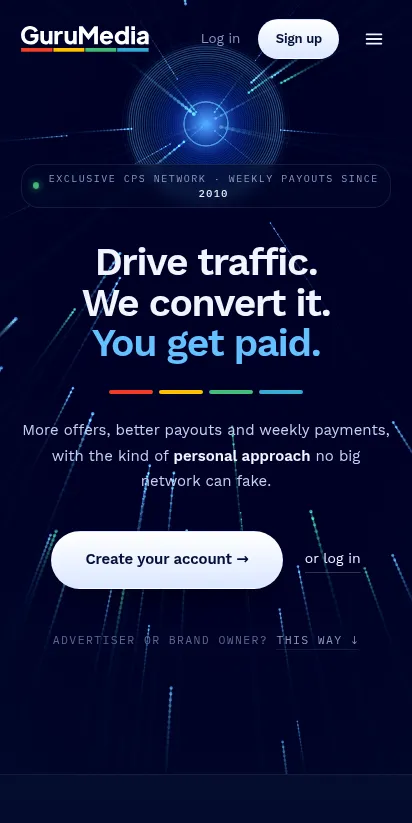 GuruMedia
Log in
Sign up
EXCLUSIVE CPS NETWORK · WEEKLY PAYOUTS SINCE
2010
Drive traffic.
We convert it.
You get paid.
More offers, better payouts and weekly payments,
with the kind of personal approach no big
network can fake.
Create your account →
or log in
ADVERTISER OR BRAND OWNER? THIS WAY ↓